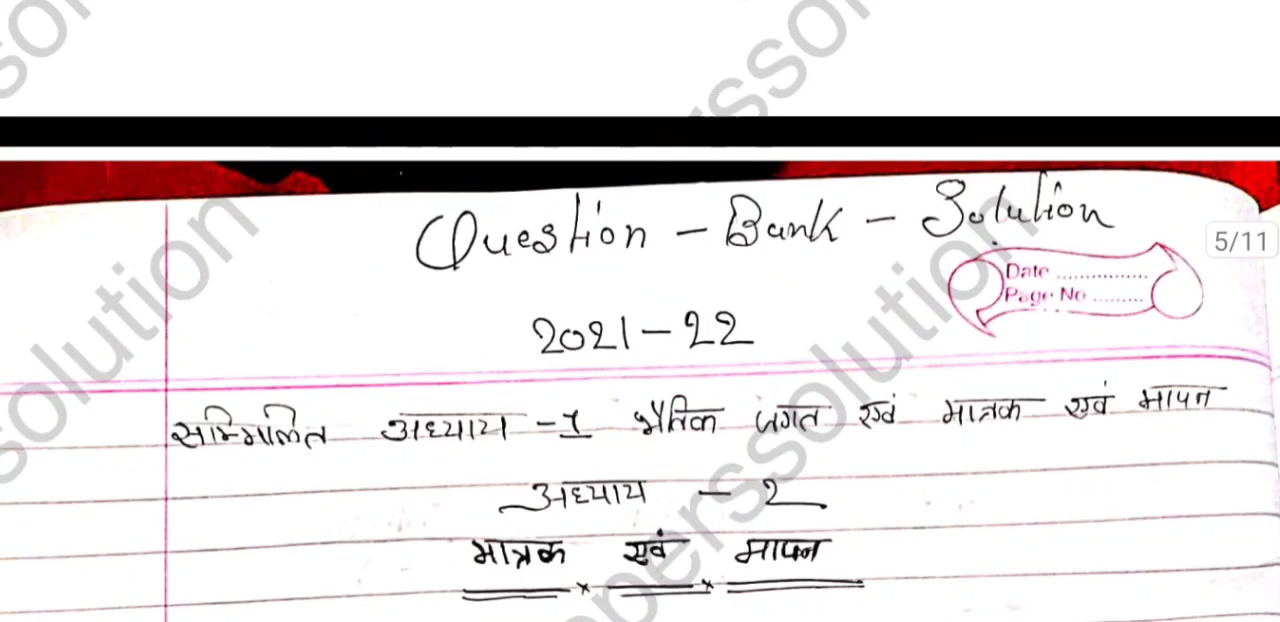 Question - Bank - Solution
5/11
Date ................
Page No .........
2021-22
सम्मिलित अध्याय -1 भौतिक जगत एवं मात्रक एवं मापन
अध्याय - 2
मात्रक एवं मापन